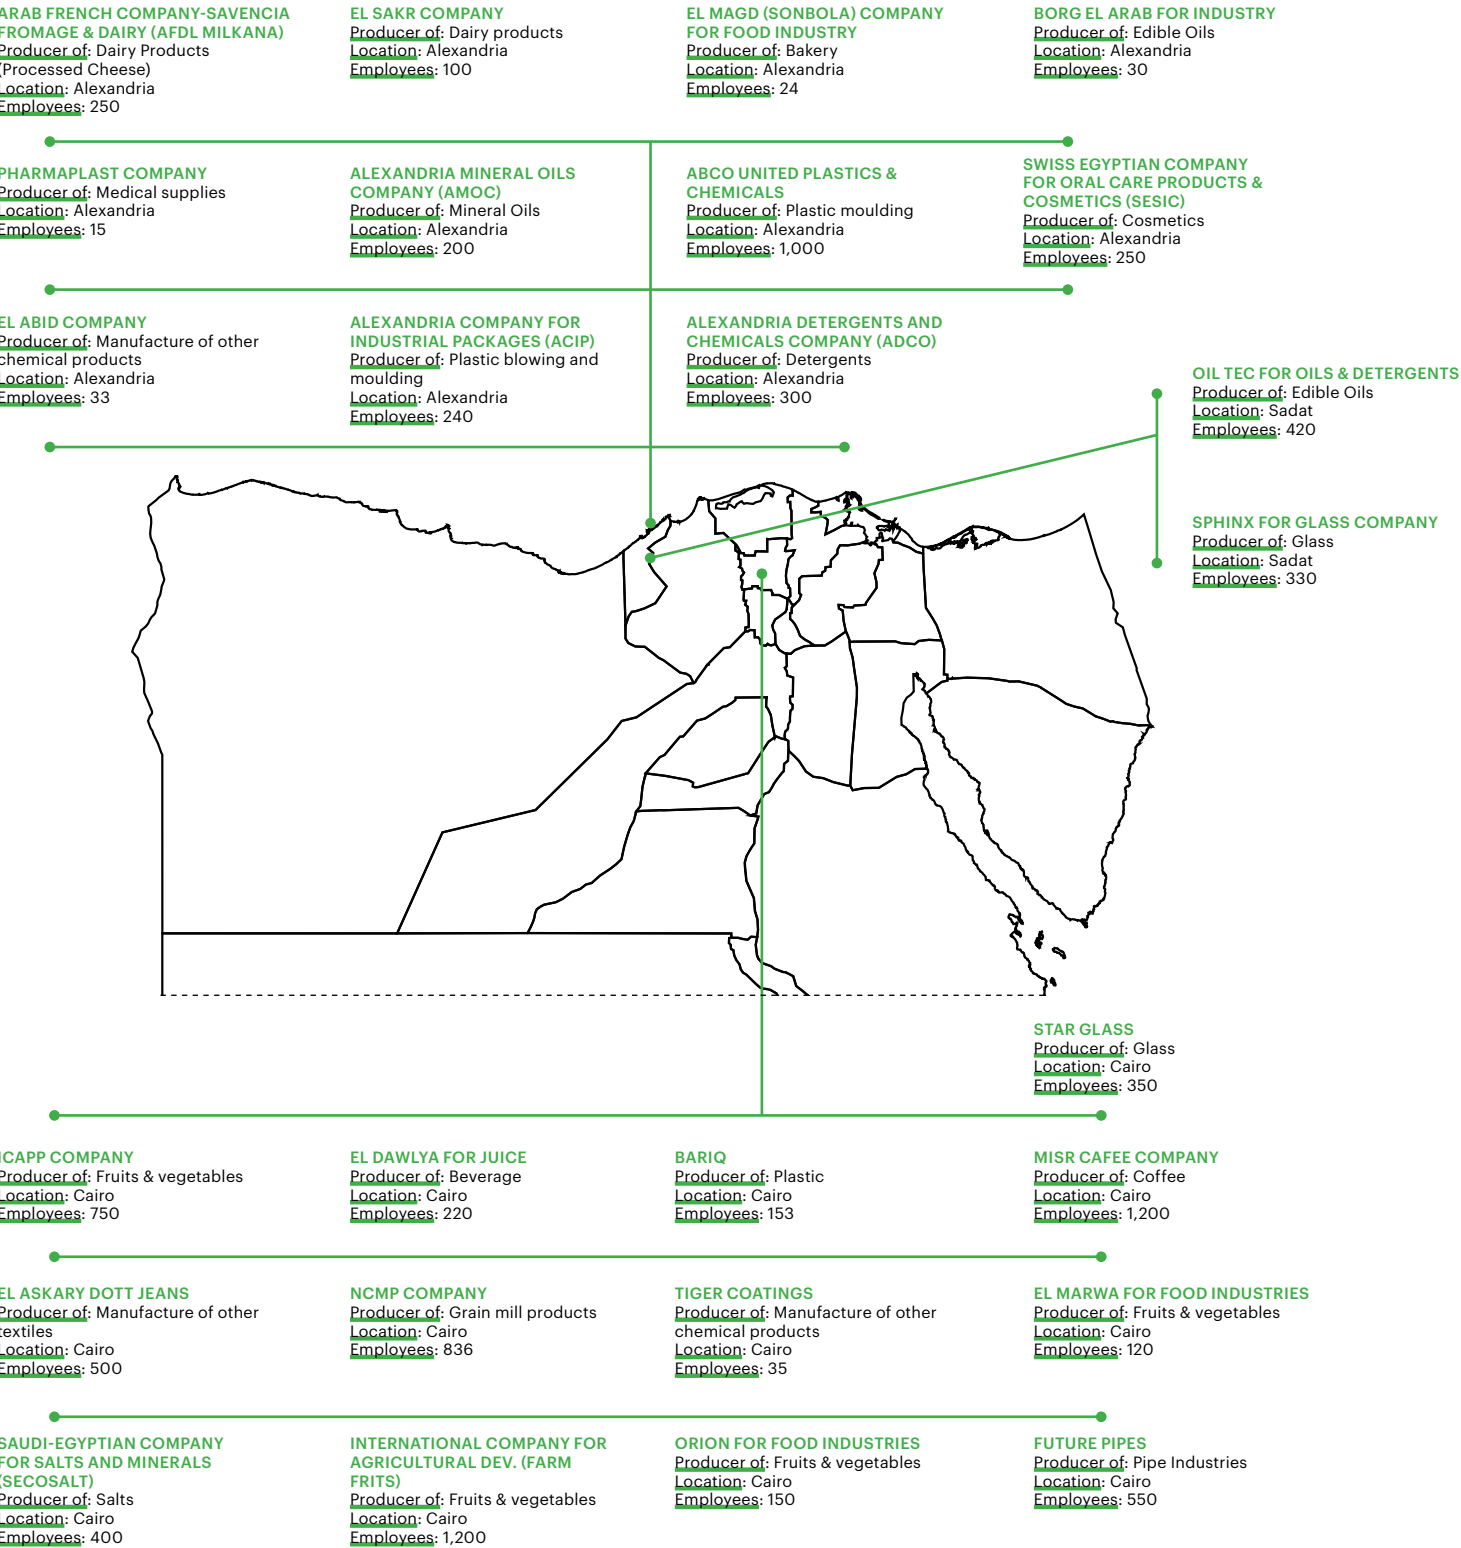 ARAB FRENCH COMPANY-SAVENCIA
FROMAGE & DAIRY (AFDL MILKANA)
Producer of: Dairy Products
(Processed Cheese)
Location: Alexandria
Employees: 250
EL SAKR COMPANY
Producer of: Dairy products
Location: Alexandria
Employees: 100
EL MAGD (SONBOLA) COMPANY
FOR FOOD INDUSTRY
Producer of: Bakery
Location: Alexandria
Employees: 24
BORG EL ARAB FOR INDUSTRY
Producer of: Edible Oils
Location: Alexandria
Employees: 30
PHARMAPLAST COMPANY
Producer of: Medical supplies
Location: Alexandria
Employees: 15
ALEXANDRIA MINERAL OILS
COMPANY (AMOC)
Producer of: Mineral Oils
Location: Alexandria
Employees: 200
ABCO UNITED PLASTICS &
CHEMICALS
Producer of: Plastic moulding
Location: Alexandria
Employees: 1,000
SWISS EGYPTIAN COMPANY
FOR ORAL CARE PRODUCTS &
COSMETICS (SESIC)
Producer of: Cosmetics
Location: Alexandria
Employees: 250
EL ABID COMPANY
Producer of: Manufacture of other
chemical products
Location: Alexandria
Employees: 33
ALEXANDRIA COMPANY FOR
INDUSTRIAL PACKAGES (ACIP)
Producer of: Plastic blowing and
moulding
Location: Alexandria
Employees: 240
ALEXANDRIA DETERGENTS AND
CHEMICALS COMPANY (ADCO)
Producer of: Detergents
Location: Alexandria
Employees: 300
OIL TEC FOR OILS & DETERGENTS
Producer of: Edible Oils
Location: Sadat
Employees: 420
SPHINX FOR GLASS COMPANY
Producer of: Glass
Location: Sadat
Employees: 330
STAR GLASS
Producer of: Glass
Location: Cairo
Employees: 350
ICAPP COMPANY
Producer of: Fruits & vegetables
Location: Cairo
Employees: 750
EL DAWLYA FOR JUICE
Producer of: Beverage
Location: Cairo
Employees: 220
BARIQ
Producer of: Plastic
Location: Cairo
Employees: 153
MISR CAFEE COMPANY
Producer of: Coffee
Location: Cairo
Employees: 1,200
EL ASKARY DOTT JEANS
Producer of: Manufacture of other
textiles
Location: Cairo
Employees: 500
NCMP COMPANY
Producer of: Grain mill products
Location: Cairo
Employees: 836
TIGER COATINGS
Producer of: Manufacture of other
chemical products
Location: Cairo
Employees: 35
EL MARWA FOR FOOD INDUSTRIES
Producer of: Fruits & vegetables
Location: Cairo
Employees: 120
SAUDI-EGYPTIAN COMPANY
FOR SALTS AND MINERALS
(SECOSALT)
Producer of: Salts
Location: Cairo
Employees: 400
INTERNATIONAL COMPANY FOR
AGRICULTURAL DEV. (FARM
FRITS)
Producer of: Fruits & vegetables
Location: Cairo
Employees: 1,200
ORION FOR FOOD INDUSTRIES
Producer of: Fruits & vegetables
Location: Cairo
Employees: 150
FUTURE PIPES
Producer of: Pipe Industries
Location: Cairo
Employees: 550